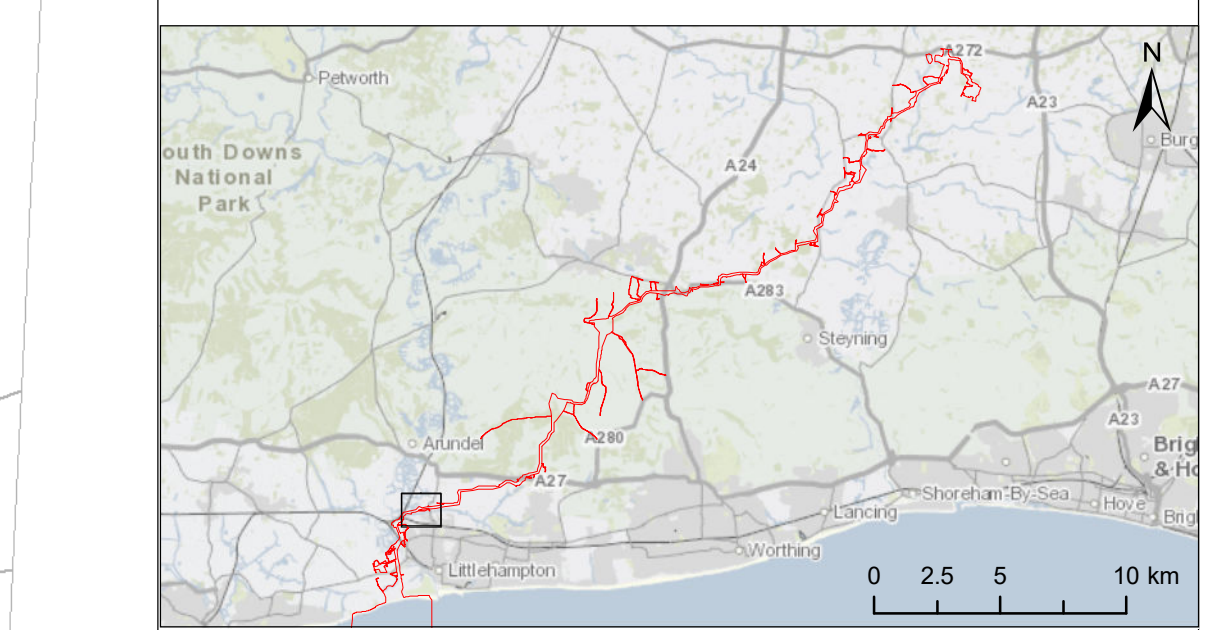 A272
N
Petworth
A23
Burg
outh Downs
National
Park
A24
A283
Steyning
A27
A23
Arundel
A280
Brig
& Ho
A27
Shoreham-By-Sea
Hove
Brigl
Lancing
Worthing
Littlehampton
0 2.5 5 10 km